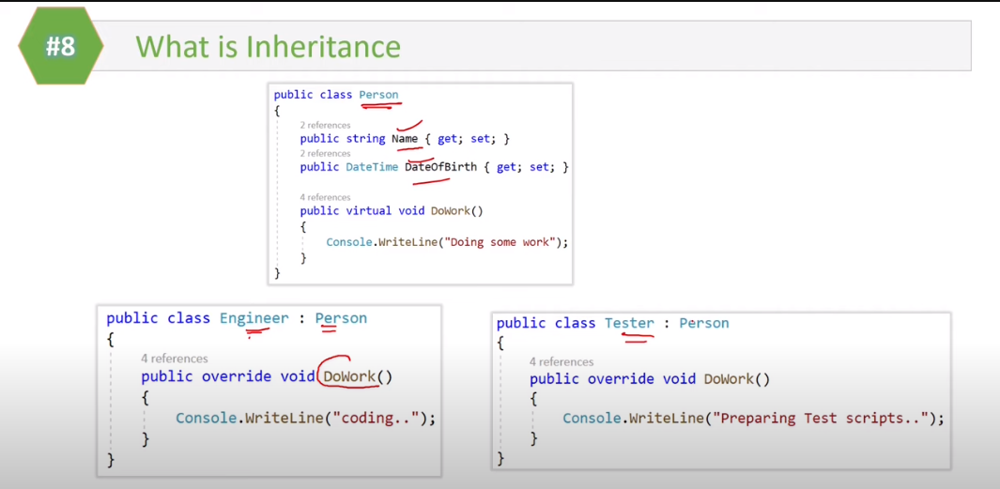 #8
What is Inheritance
public class Person
{
2 references
public string Name { get; set; }
2 references
public DateTime DateOfBirth { get; set; }
4 references
public virtual void DoWork()
{
Console.WriteLine("Doing some work");
}
}
public class Engineer : Person
{
4 references
public override void DoWork()
{
Console.WriteLine("coding..");
}
}
public class Tester : Person
{
4 references
public override void DoWork()
{
Console.WriteLine("Preparing Test scripts..");
}
}